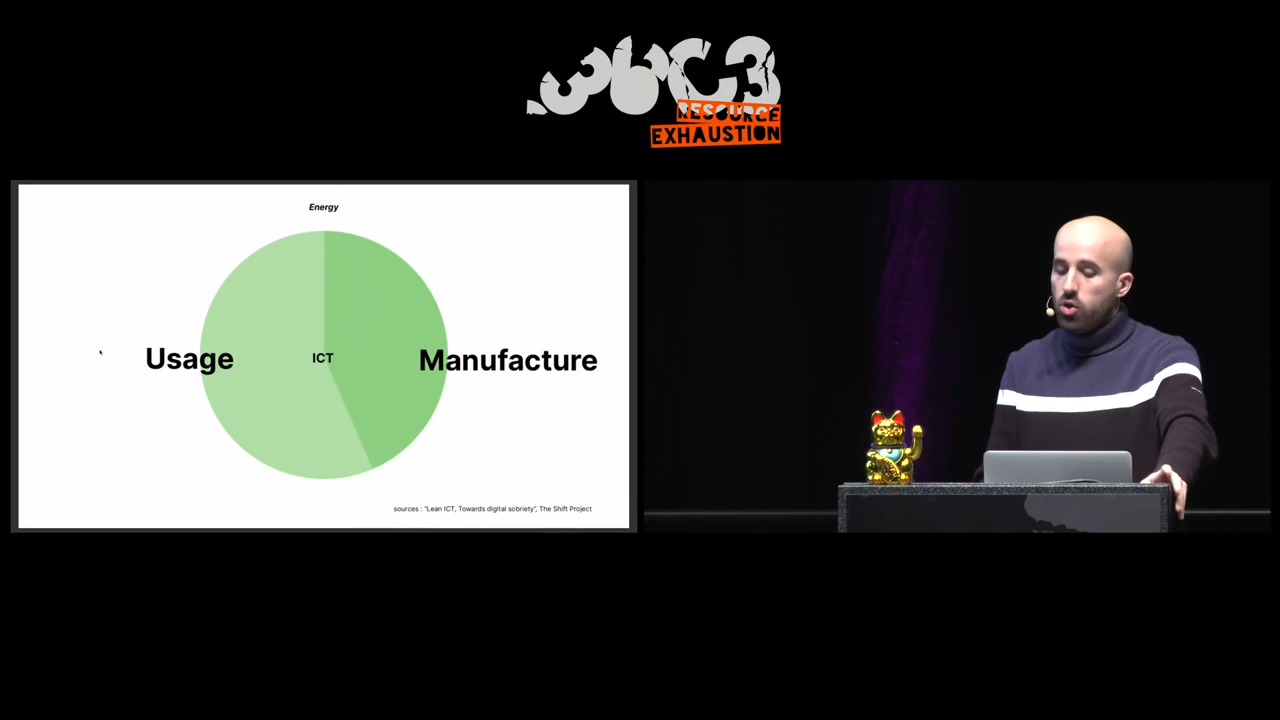 36C3
RESOURCE
EXHAUSTION
Energy
Usage
ICT
Manufacture
sources : "Lean ICT, Towards digital sobriety", The Shift Project